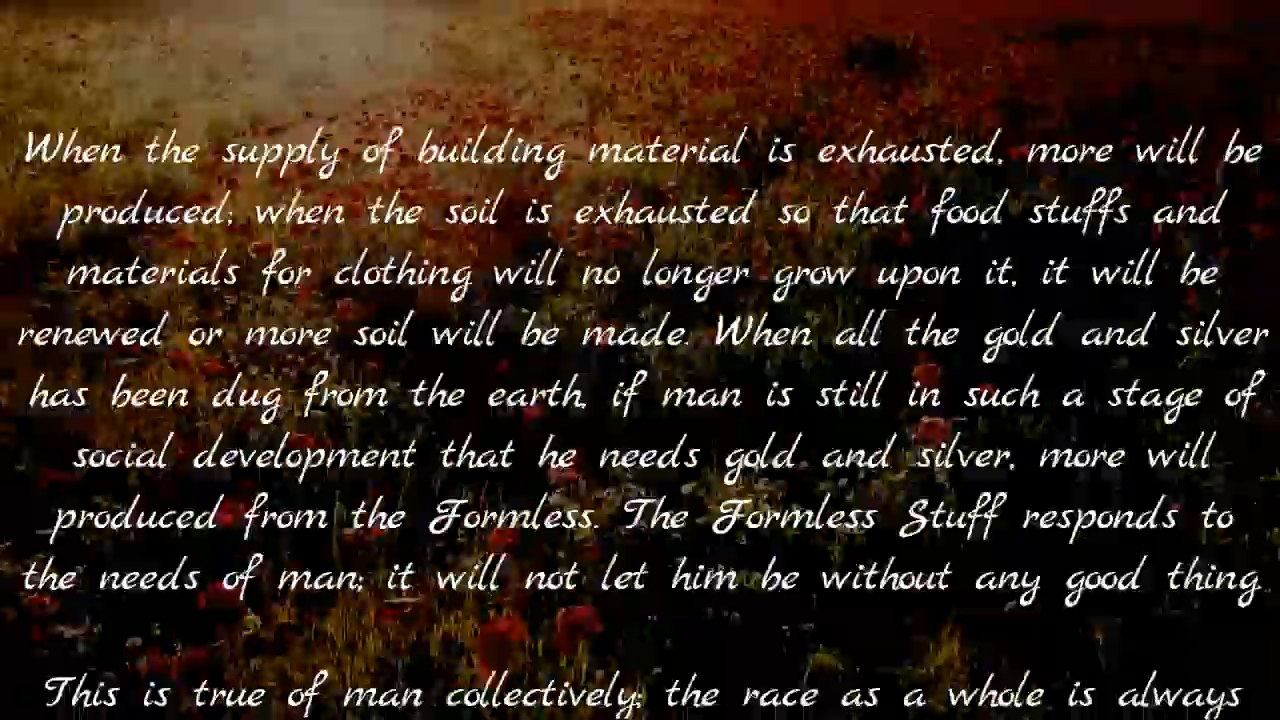 When the supply of building material is exhausted, more will be
produced; when the soil is exhausted so that food stuffs and
materials for clothing will no longer grow upon it, it will be
renewed or more soil will be made. When all the gold and silver
has been dug from the earth, if man is still in such a stage of
social development that he needs gold and silver, more will
produced from the Formless. The Formless Stuff responds to
the needs of man; it will not let him be without any good thing.
This is true of man collectively; the race as a whole is always